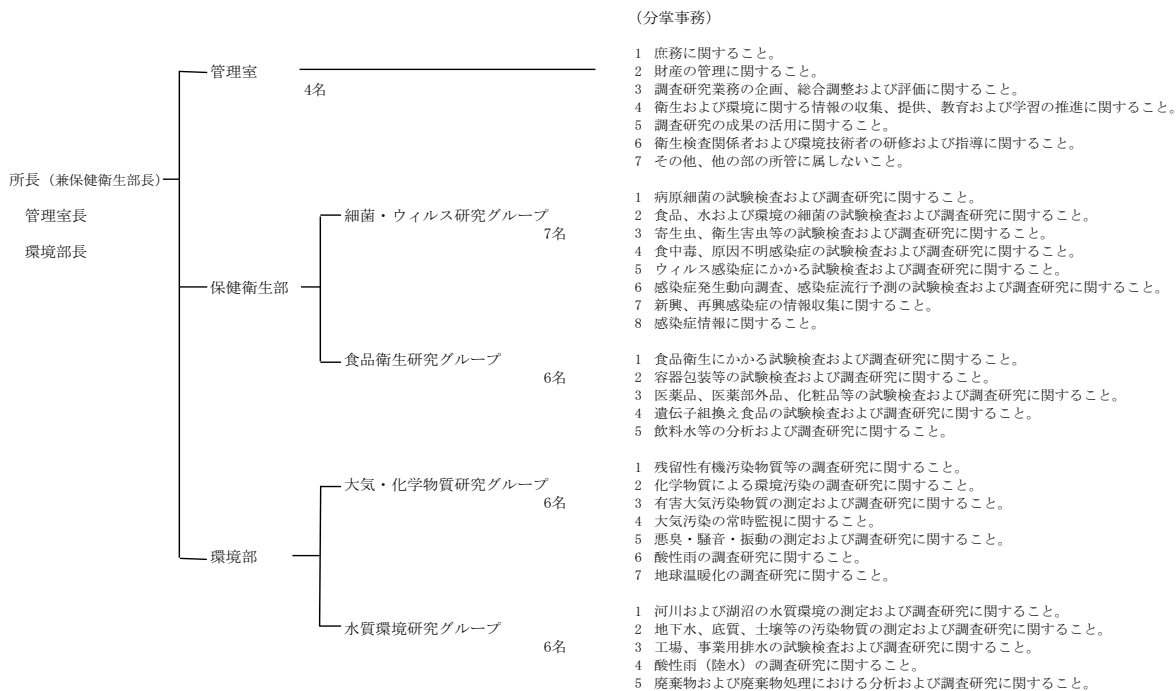 （分掌事務）
管理室
4名
1 庶務に関すること。
2 財産の管理に関すること。
3 調査研究業務の企画、総合調整および評価に関すること。
4 衛生および環境に関する情報の収集、提供、教育および学習の推進に関すること。
5 調査研究の成果の活用に関すること。
6 衛生検査関係者および環境技術者の研修および指導に関すること。
7 その他、他の部の所管に属しないこと。
所長（兼保健衛生部長）
管理室長
環境部長
保健衛生部
細菌・ウィルス研究グループ
7名
1 病原細菌の試験検査および調査研究に関すること。
2 食品、水および環境の細菌の試験検査および調査研究に関すること。
3 寄生虫、衛生害虫等の試験検査および調査研究に関すること。
4 食中毒、原因不明感染症の試験検査および調査研究に関すること。
5 ウィルス感染症にかかる試験検査および調査研究に関すること。
6 感染症発生動向調査、感染症流行予測の試験検査および調査研究に関すること。
7 新興、再興感染症の情報収集に関すること。
8 感染症情報に関すること。
食品衛生研究グループ
6名
1 食品衛生にかかる試験検査および調査研究に関すること。
2 容器包装等の試験検査および調査研究に関すること。
3 医薬品、医薬部外品、化粧品等の試験検査および調査研究に関すること。
4 遺伝子組換え食品の試験検査および調査研究に関すること。
5 飲料水等の分析および調査研究に関すること。
環境部
大気・化学物質研究グループ
6名
1 残留性有機汚染物質等の調査研究に関すること。
2 化学物質による環境汚染の調査研究に関すること。
3 有害大気汚染物質の測定および調査研究に関すること。
4 大気汚染の常時監視に関すること。
5 悪臭・騒音・振動の測定および調査研究に関すること。
6 酸性雨の調査研究に関すること。
7 地球温暖化の調査研究に関すること。
水質環境研究グループ
6名
1 河川および湖沼の水質環境の測定および調査研究に関すること。
2 地下水、底質、土壌等の汚染物質の測定および調査研究に関すること。
3 工場、事業用排水の試験検査および調査研究に関すること。
4 酸性雨（陸水）の調査研究に関すること。
5 廃棄物および廃棄物処理における分析および調査研究に関すること。